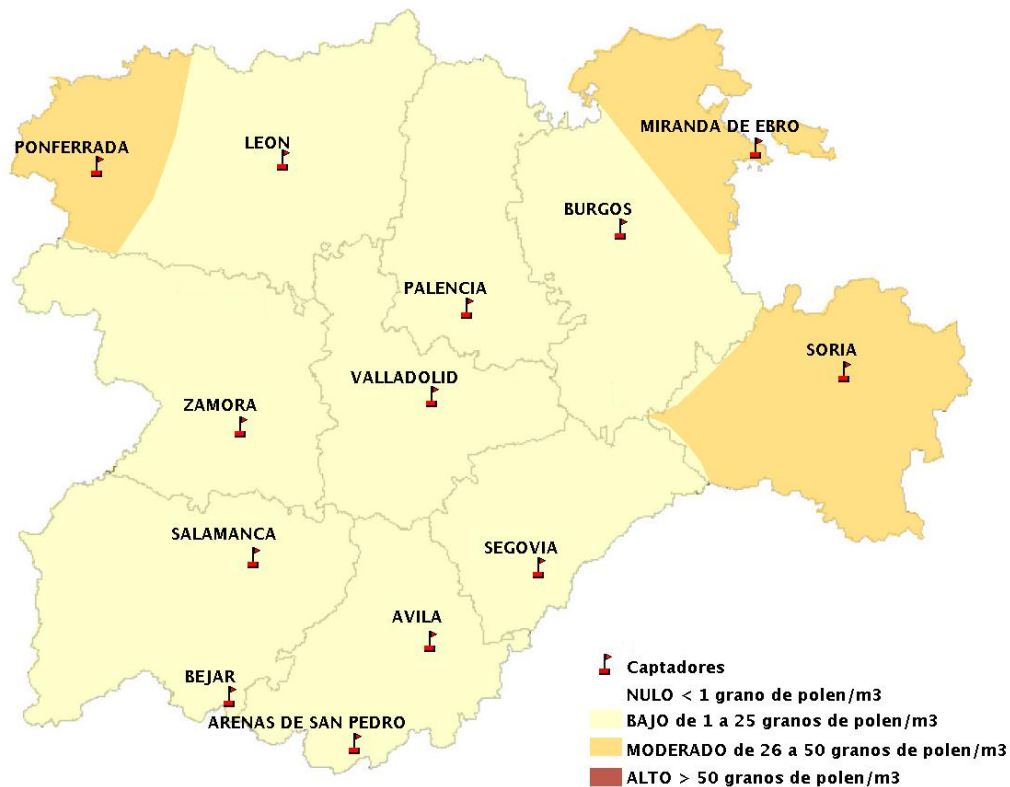 MIRANDA DE EBRO
PONFERRADA
LEON
BURGOS
PALENCIA
SORIA
VALLADOLID
ZAMORA
SALAMANCA
SEGOVIA
AVILA
BEJAR
ARENAS DE SAN PEDRO
Captadores
NULO < 1 grano de polen/m3
BAJO de 1 a 25 granos de polen/m3
MODERADO de 26 a 50 granos de polen/m3
ALTO > 50 granos de polen/m3